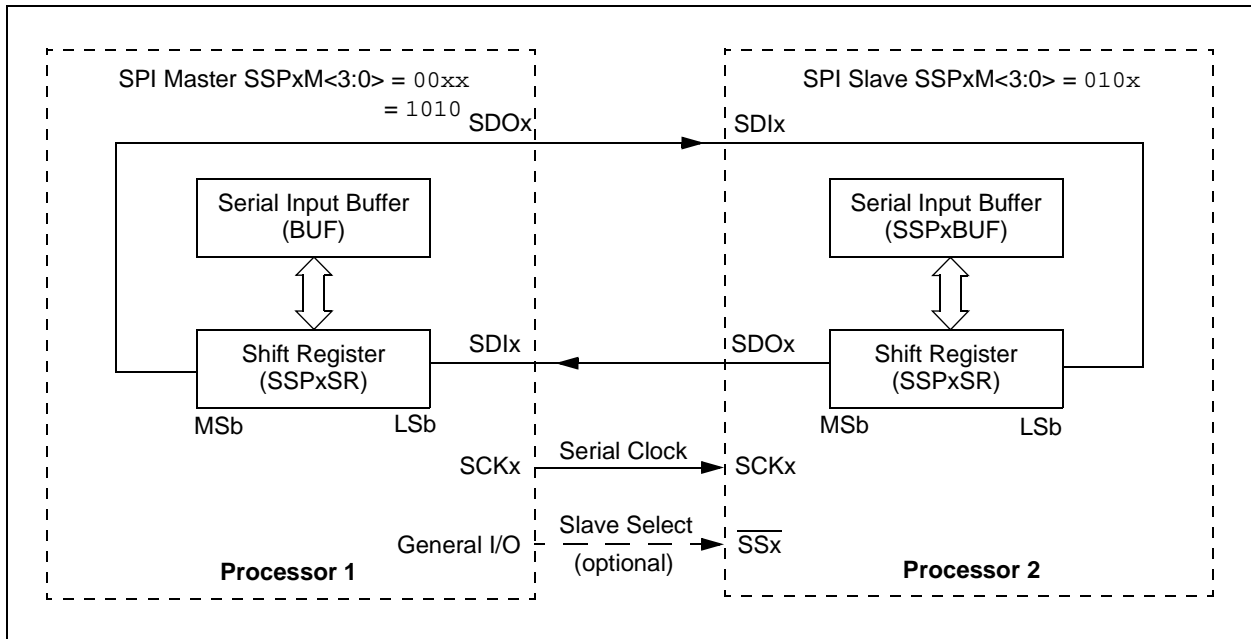 SPI Master SSPxM<3:0> = 00xx
= 1010
SDOx
Serial Input Buffer
(BUF)
Shift Register
(SSPxSR)
MSb
LSb
SDIx
SCKx
General I/O
Processor 1
Serial Clock
Slave Select
(optional)
SPI Slave SSPxM<3:0> = 010x
SDIx
Serial Input Buffer
(SSPxBUF)
SDOx
Shift Register
(SSPxSR)
MSb
LSb
SCKx
S̅S̅x̅
Processor 2